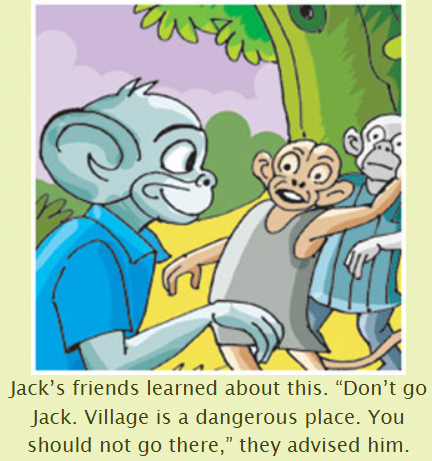 Jack's friends learned about this. “Don't go
Jack. Village is a dangerous place. You
should not go there,” they advised him.